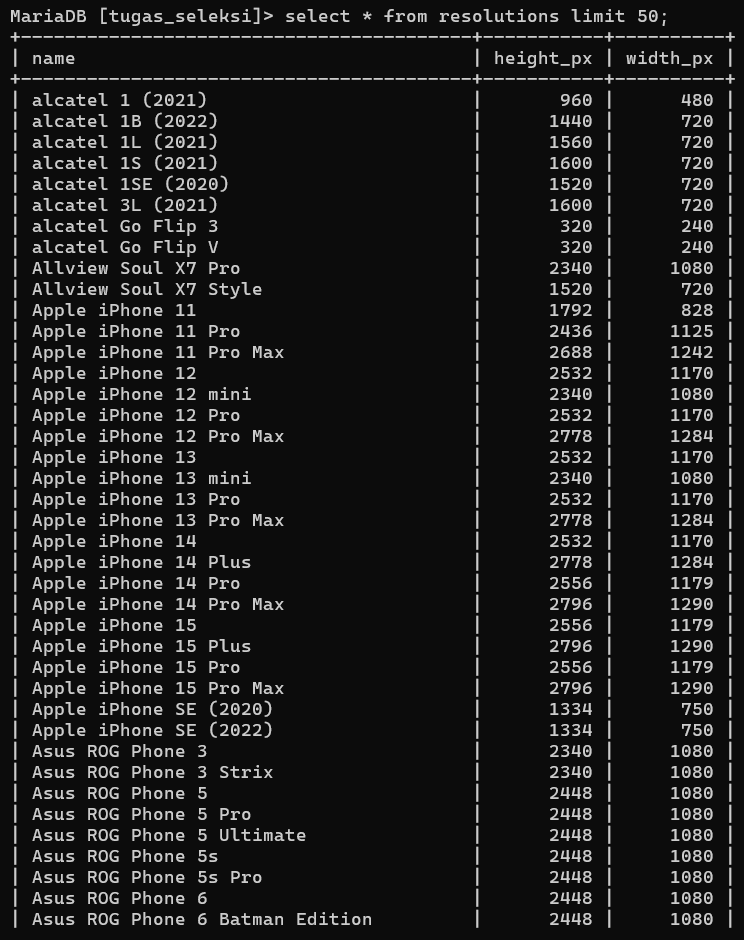 MariaDB [tugas_seleksi]> select * from resolutions limit 50;
+-----------------------------------------+-----------+----------+
| name                                    | height_px | width_px |
+-----------------------------------------+-----------+----------+
| alcatel 1 (2021)                        |       960 |      480 |
| alcatel 1B (2022)                       |      1440 |      720 |
| alcatel 1L (2021)                       |      1560 |      720 |
| alcatel 1S (2021)                       |      1600 |      720 |
| alcatel 1SE (2020)                      |      1520 |      720 |
| alcatel 3L (2021)                       |      1600 |      720 |
| alcatel Go Flip 3                       |       320 |      240 |
| alcatel Go Flip V                       |       320 |      240 |
| Allview Soul X7 Pro                     |      2340 |     1080 |
| Allview Soul X7 Style                   |      1520 |      720 |
| Apple iPhone 11                         |      1792 |      828 |
| Apple iPhone 11 Pro                     |      2436 |     1125 |
| Apple iPhone 11 Pro Max                 |      2688 |     1242 |
| Apple iPhone 12                         |      2532 |     1170 |
| Apple iPhone 12 mini                    |      2340 |     1080 |
| Apple iPhone 12 Pro                     |      2532 |     1170 |
| Apple iPhone 12 Pro Max                 |      2778 |     1284 |
| Apple iPhone 13                         |      2532 |     1170 |
| Apple iPhone 13 mini                    |      2340 |     1080 |
| Apple iPhone 13 Pro                     |      2532 |     1170 |
| Apple iPhone 13 Pro Max                 |      2778 |     1284 |
| Apple iPhone 14                         |      2532 |     1170 |
| Apple iPhone 14 Plus                    |      2778 |     1284 |
| Apple iPhone 14 Pro                     |      2556 |     1179 |
| Apple iPhone 14 Pro Max                 |      2796 |     1290 |
| Apple iPhone 15                         |      2556 |     1179 |
| Apple iPhone 15 Plus                    |      2796 |     1290 |
| Apple iPhone 15 Pro                     |      2556 |     1179 |
| Apple iPhone 15 Pro Max                 |      2796 |     1290 |
| Apple iPhone SE (2020)                  |      1334 |      750 |
| Apple iPhone SE (2022)                  |      1334 |      750 |
| Asus ROG Phone 3                        |      2340 |     1080 |
| Asus ROG Phone 3 Strix                  |      2340 |     1080 |
| Asus ROG Phone 5                        |      2448 |     1080 |
| Asus ROG Phone 5 Pro                    |      2448 |     1080 |
| Asus ROG Phone 5 Ultimate               |      2448 |     1080 |
| Asus ROG Phone 5s                       |      2448 |     1080 |
| Asus ROG Phone 5s Pro                   |      2448 |     1080 |
| Asus ROG Phone 6                        |      2448 |     1080 |
| Asus ROG Phone 6 Batman Edition         |      2448 |     1080 |